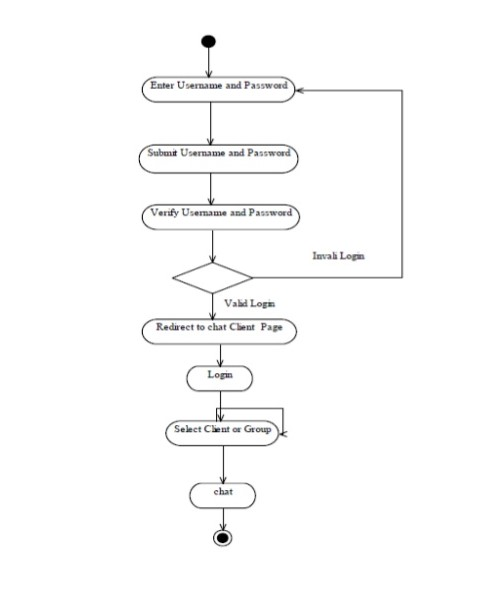 Enter Username and Password
Submit Username and Password
Verify Username and Password
Invali Login
Valid Login
Redirect to chat Client Page
Login
Select Client or Group
chat